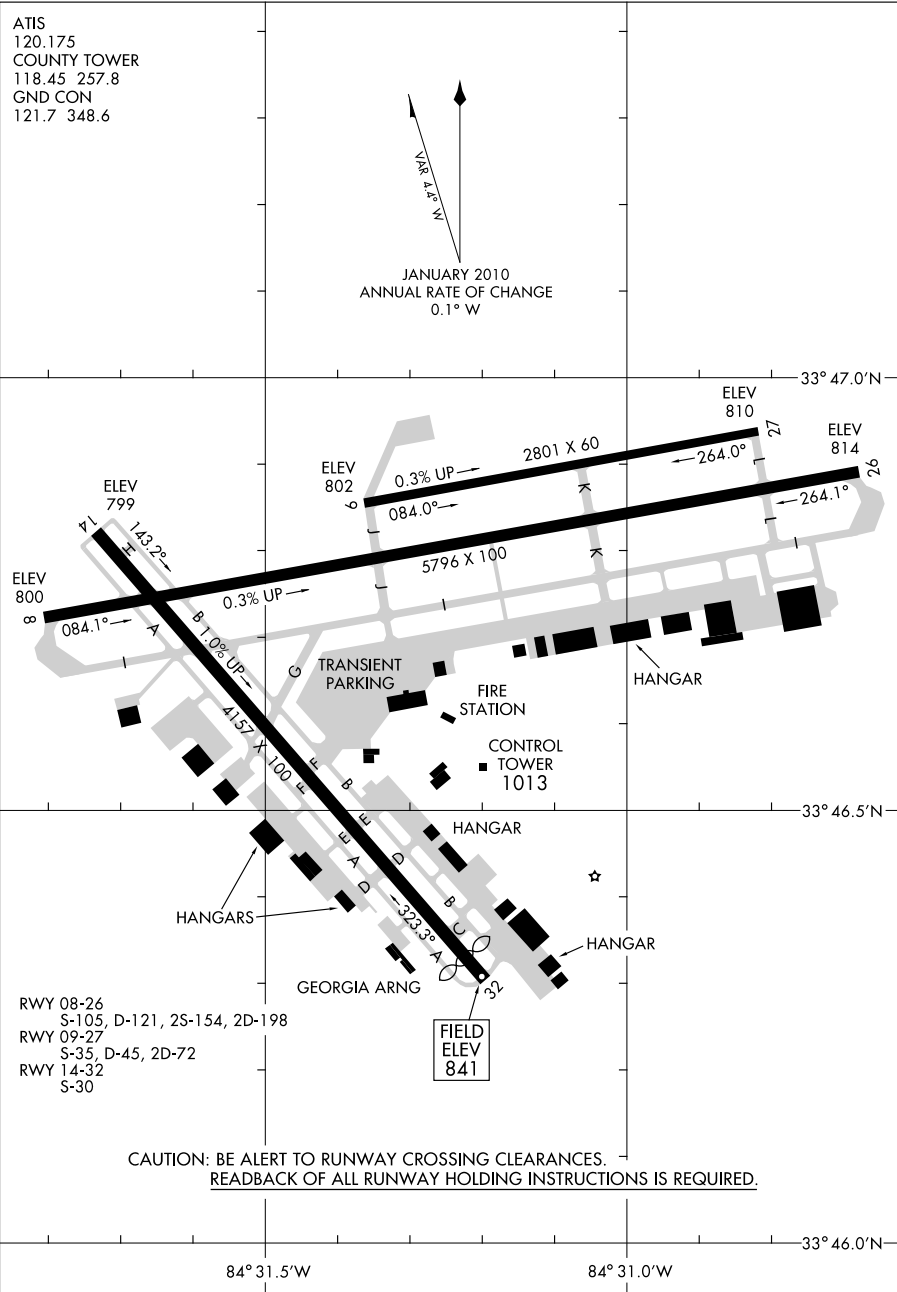 ATIS
120.175
COUNTY TOWER
118.45 257.8
GND CON
121.7 348.6
VAR 4.4° W
JANUARY 2010
ANNUAL RATE OF CHANGE
0.1° W
33° 47.0'N
ELEV
810
27
2801 X 60
264.0°
ELEV
814
26
264.1°
ELEV
802
9
0.3% UP
084.0°
K
K
L
L
J
J
I
I
ELEV
799
14
143.2°
H
5796 X 100
ELEV
800
8
084.1°
0.3% UP
A
B
1.0% UP
I
G
TRANSIENT
PARKING
HANGAR
FIRE
STATION
4157 X 100
CONTROL
TOWER
1013
F
F
B
33° 46.5'N
E
E
HANGAR
A
D
D
B
C
HANGARS
323.3°
A
HANGAR
GEORGIA ARNG
32
FIELD
ELEV
841
RWY 08-26
S-105, D-121, 2S-154, 2D-198
RWY 09-27
S-35, D-45, 2D-72
RWY 14-32
S-30
CAUTION: BE ALERT TO RUNWAY CROSSING CLEARANCES.
READBACK OF ALL RUNWAY HOLDING INSTRUCTIONS IS REQUIRED.
33° 46.0'N
84° 31.5'W
84° 31.0'W